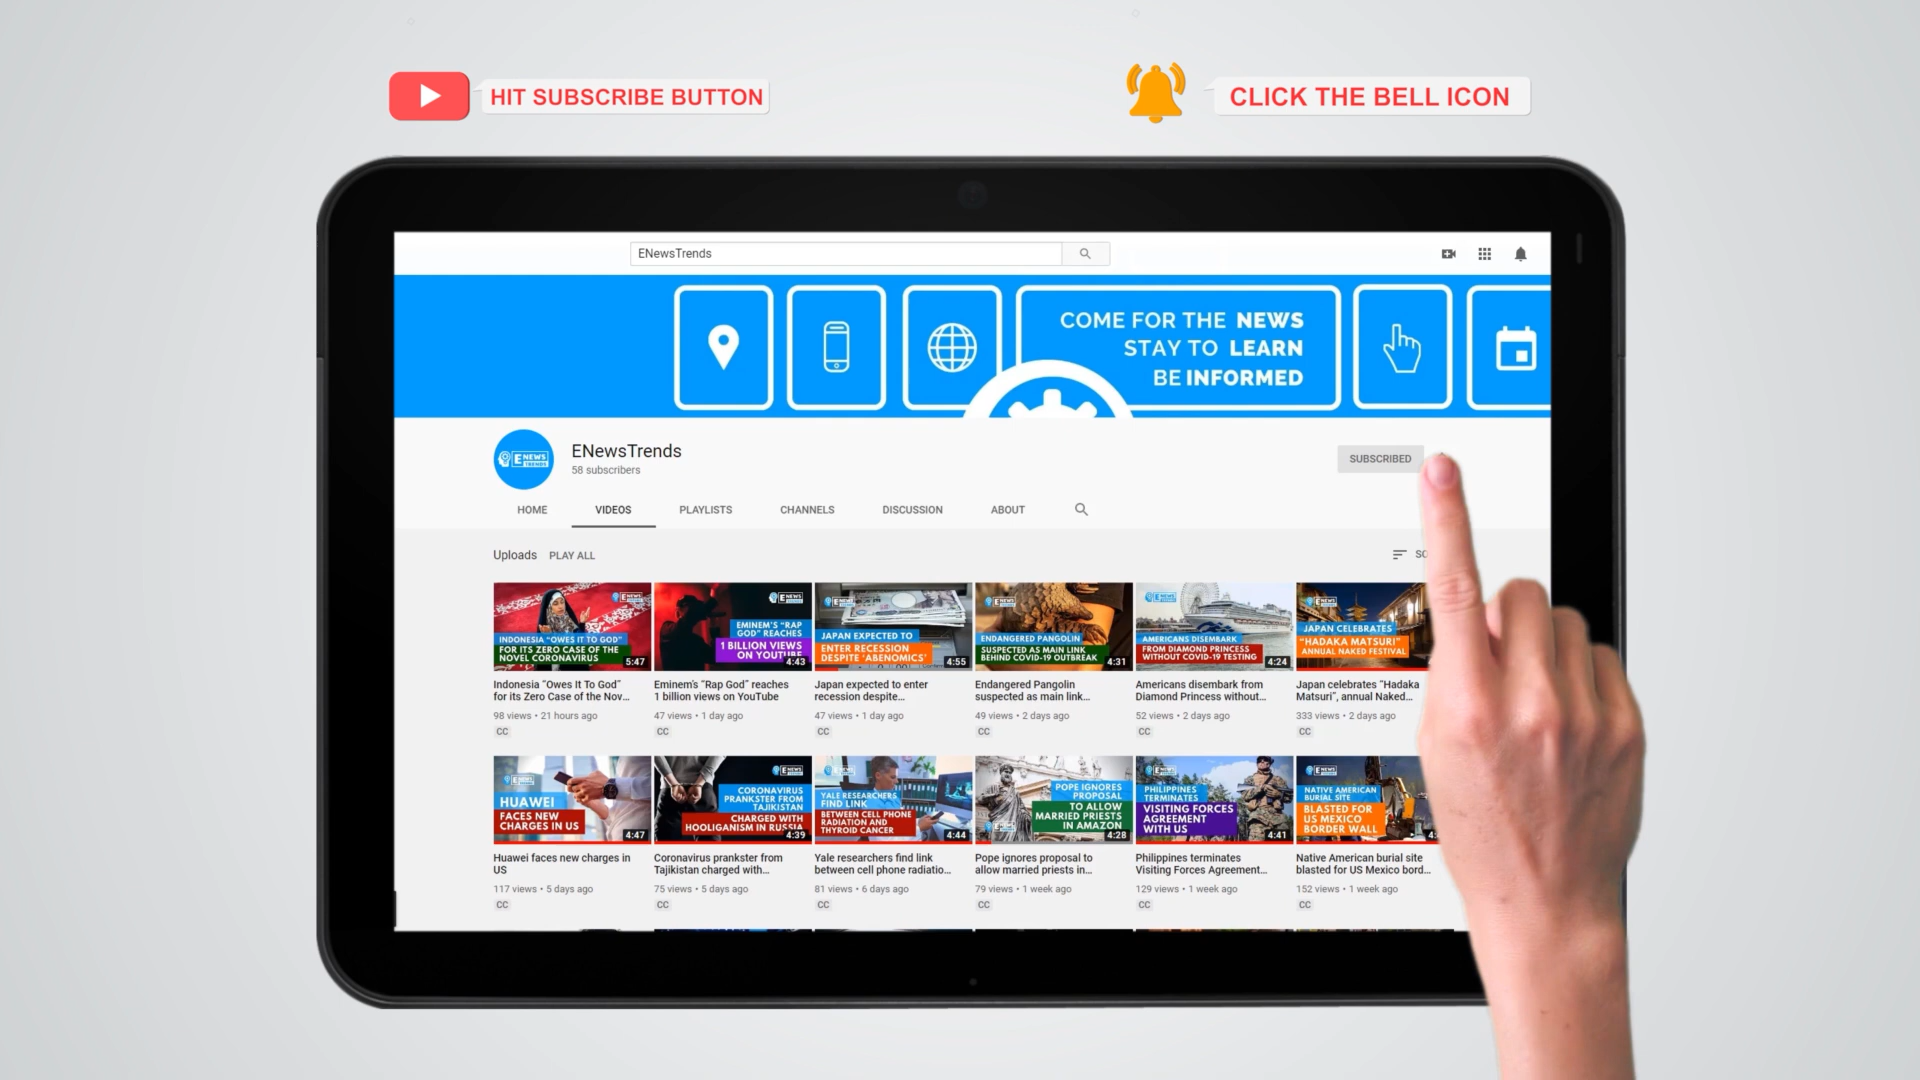 HIT SUBSCRIBE BUTTON
CLICK THE BELL ICON
ENewsTrends
COME FOR THE NEWS
STAY TO LEARN
BE INFORMED
E NEWS
TRENDS
ENewsTrends
58 subscribers
SUBSCRIBED
HOME
VIDEOS
PLAYLISTS
CHANNELS
DISCUSSION
ABOUT
Uploads
PLAY ALL
INDONESIA "OWES IT TO GOD"
FOR ITS ZERO CASE OF THE
NOVEL CORONAVIRUS
5:47
EMINEM'S "RAP
GOD" REACHES
1 BILLION VIEWS
ON YOUTUBE
4:43
JAPAN EXPECTED TO
ENTER RECESSION
DESPITE 'ABENOMICS'
4:55
ENDANGERED PANGOLIN
SUSPECTED AS MAIN LINK
BEHIND COVID-19 OUTBREAK
4:31
AMERICANS DISEMBARK
FROM DIAMOND PRINCESS
WITHOUT COVID-19 TESTING
4:24
JAPAN CELEBRATES
"HADAKA MATSURI"
ANNUAL NAKED FESTIVAL
Indonesia "Owes It To God"
for its Zero Case of the Nov...
98 views • 21 hours ago
CC
Eminem's "Rap God" reaches
1 billion views on YouTube
47 views • 1 day ago
CC
Japan expected to enter
recession despite...
47 views • 1 day ago
CC
Endangered Pangolin
suspected as main link...
49 views • 2 days ago
CC
Americans disembark from
Diamond Princess without...
52 views • 2 days ago
CC
Japan celebrates "Hadaka
Matsuri", annual Naked...
333 views • 2 days ago
CC
HUAWEI
FACES NEW
CHARGES IN US
4:47
CORONAVIRUS
PRANKSTER FROM
TAJIKISTAN
CHARGED WITH
HOOLIGANISM IN RUSSIA
4:39
YALE RESEARCHERS
FIND LINK
BETWEEN CELL PHONE
RADIATION AND
THYROID CANCER
4:44
POPE IGNORES
PROPOSAL
TO ALLOW
MARRIED PRIESTS
IN AMAZON
4:28
PHILIPPINES
TERMINATES
VISITING FORCES
AGREEMENT
WITH US
4:41
NATIVE AMERICAN
BURIAL SITE
BLASTED FOR
US MEXICO
BORDER WALL
Huawei faces new charges in
US
117 views • 5 days ago
CC
Coronavirus prankster from
Tajikistan charged with...
75 views • 5 days ago
CC
Yale researchers find link
between cell phone radiatio...
81 views • 6 days ago
CC
Pope ignores proposal to
allow married priests in...
79 views • 1 week ago
CC
Philippines terminates
Visiting Forces Agreement...
129 views • 1 week ago
CC
Native American burial site
blasted for US Mexico bord...
152 views • 1 week ago
CC